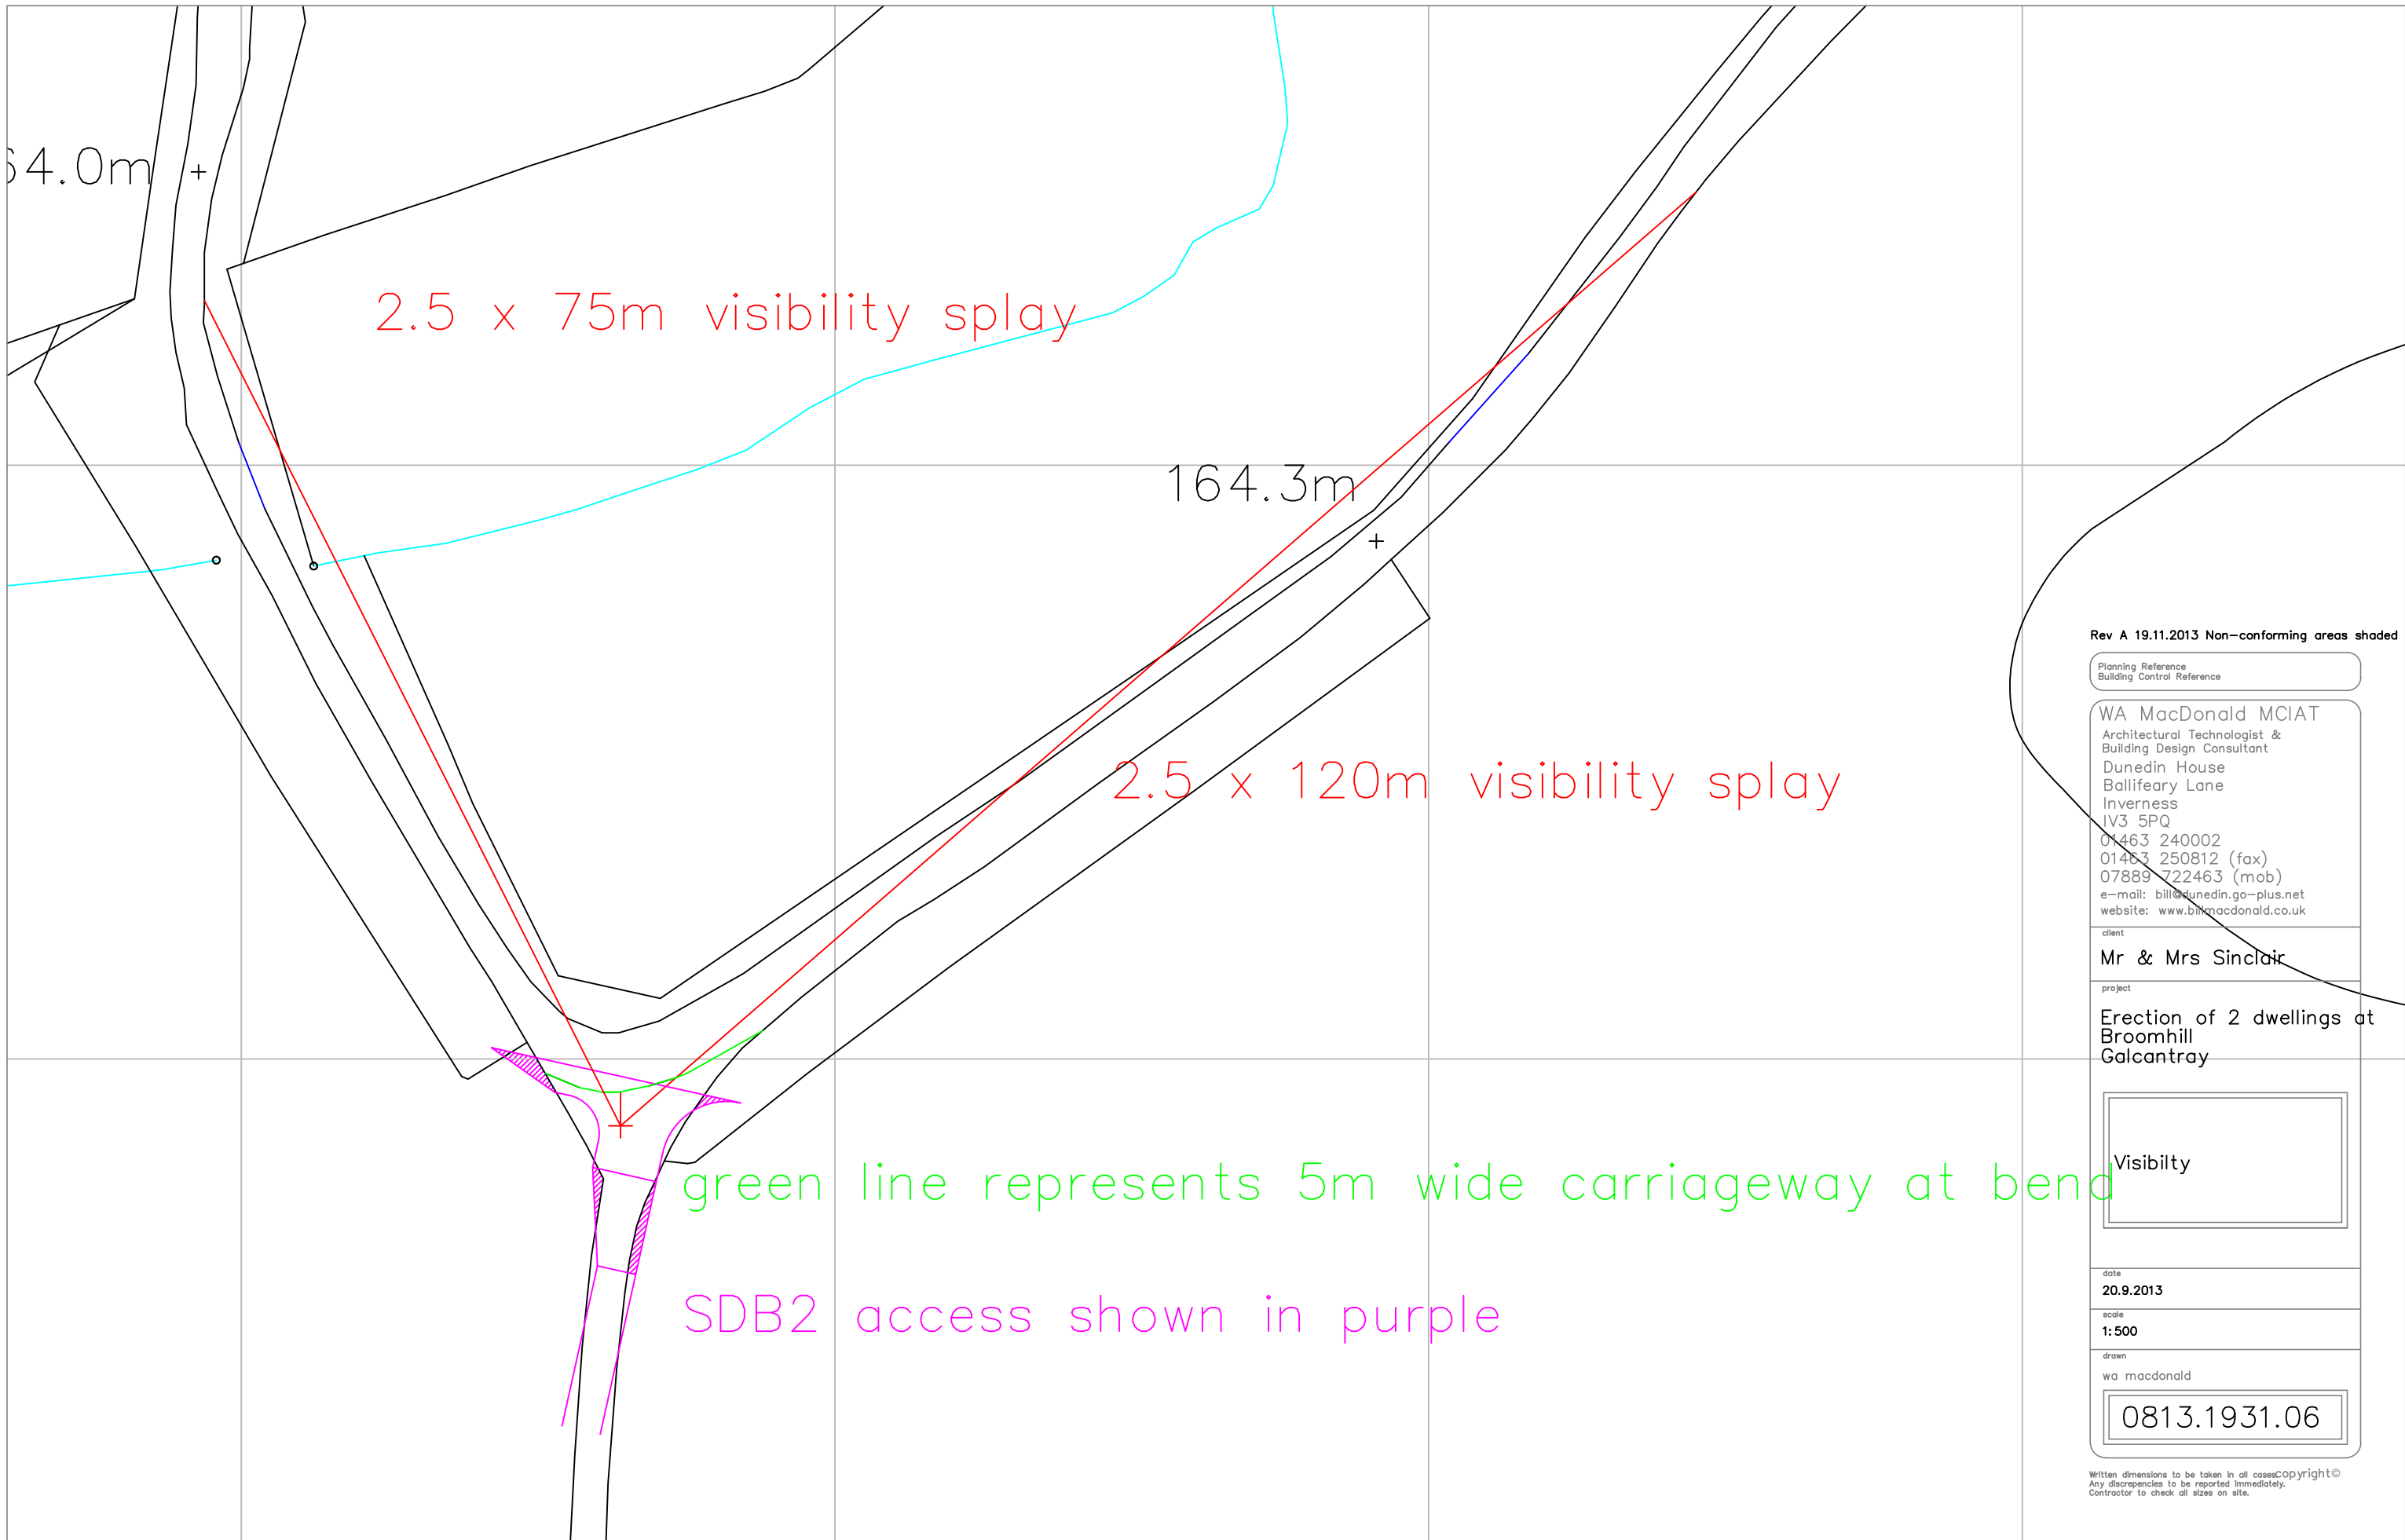 64.0m
2.5 x 75m visibility splay
164.3m
2.5 x 120m visibility splay
green line represents 5m wide carriageway at bend
SDB2 access shown in purple
Rev A 19.11.2013 Non-conforming areas shaded
Planning Reference
Building Control Reference
WA MacDonald MCIAT
Architectural Technologist &
Building Design Consultant
Dunedin House
Ballifeary Lane
Inverness
IV3 5PQ
01463 240002
01463 250812 (fax)
07889 722463 (mob)
e-mail: bill@dunedin.go-plus.net
website: www.billmacdonald.co.uk
client
Mr & Mrs Sinclair
project
Erection of 2 dwellings at
Broomhill
Galcantray
Visibilty
date
20.9.2013
scale
1:500
drawn
wa macdonald
0813.1931.06
Written dimensions to be taken in all cases copyright©
Any discrepencies to be reported immediately.
Contractor to check all sizes on site.